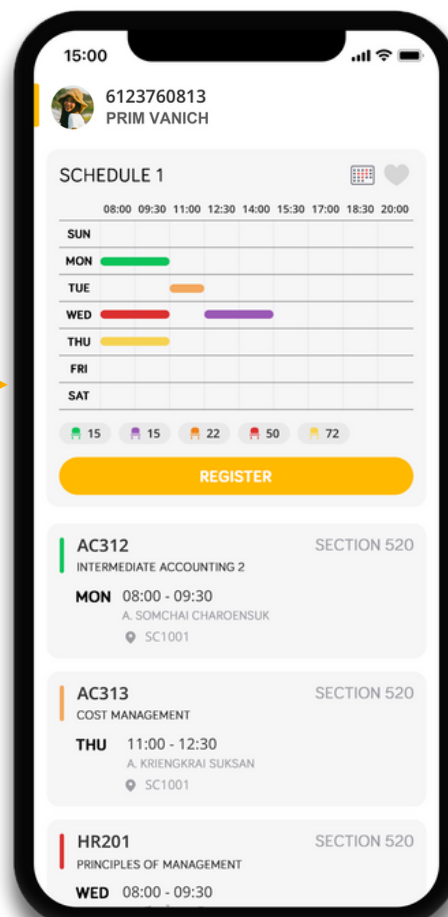 15:00
6123760813
PRIM VANICH
SCHEDULE 1
08:00 09:30 11:00 12:30 14:00 15:30 17:00 18:30 20:00
SUN
MON
TUE
WED
THU
FRI
SAT
15 15 22 50 72
REGISTER
AC312 SECTION 520
INTERMEDIATE ACCOUNTING 2
MON 08:00 - 09:30
A. SOMCHAI CHAROENSUK
SC1001
AC313 SECTION 520
COST MANAGEMENT
THU 11:00 - 12:30
A. KRIENGKRAI SUKSAN
SC1001
HR201 SECTION 520
PRINCIPLES OF MANAGEMENT
WED 08:00 - 09:30